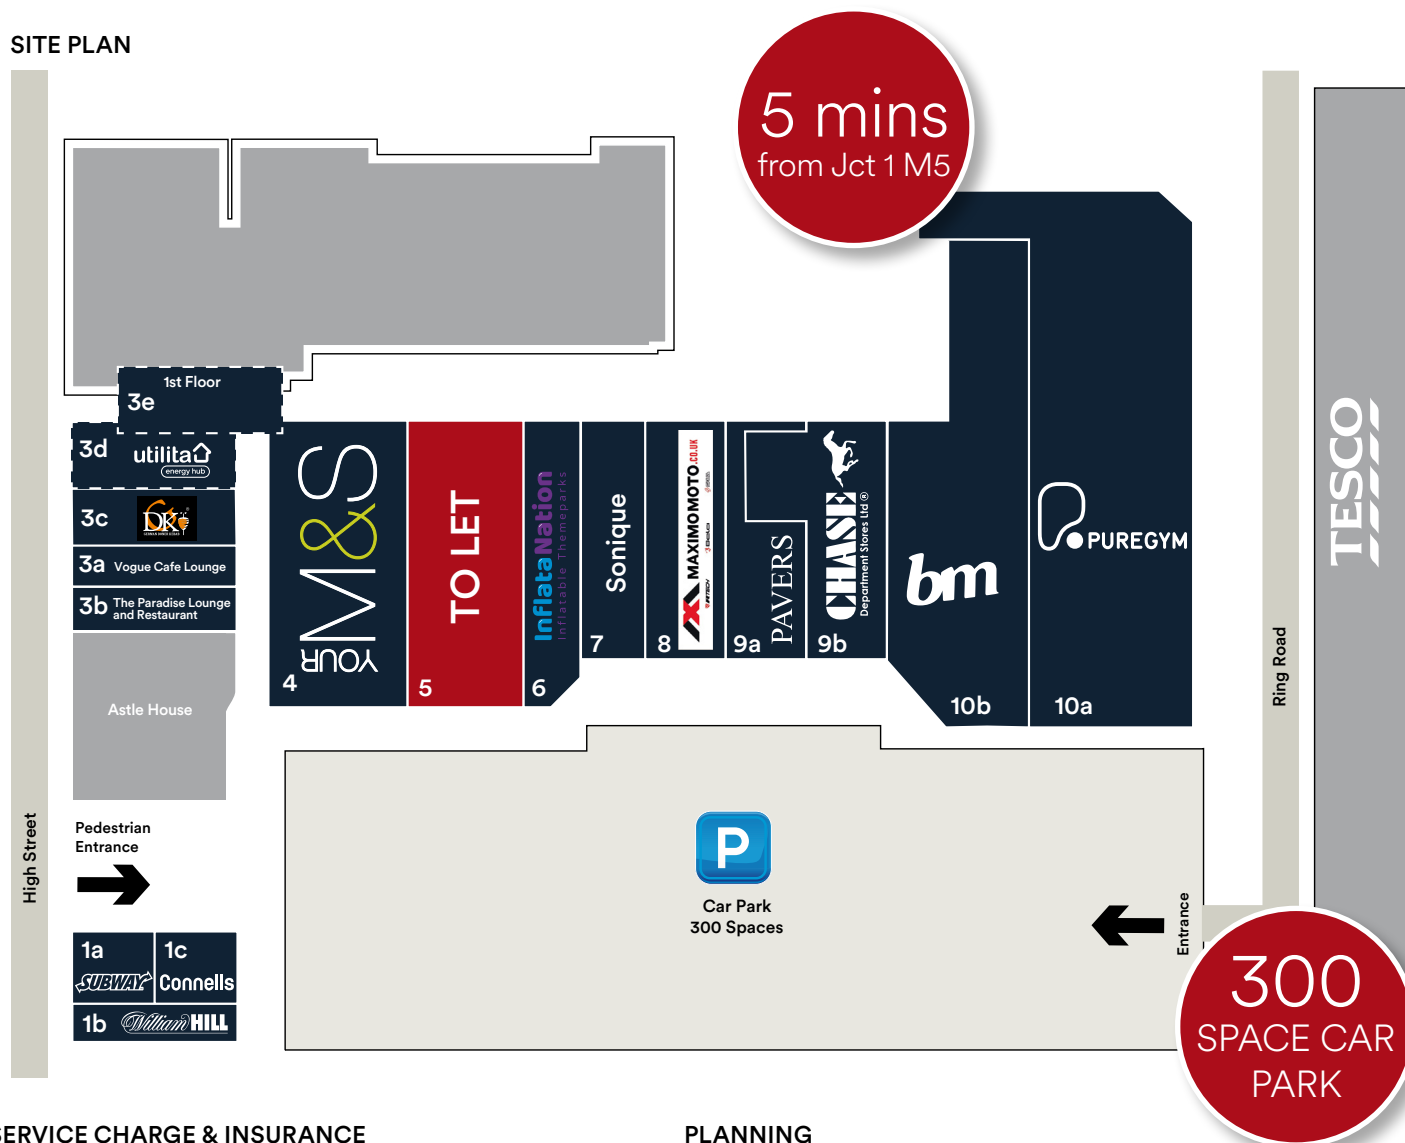 SITE PLAN
5 mins
from Jct 1 M5
1st Floor
3e
3d
utilita
energy hub
3c
GDK
GERMAN DONER KEBAB
3a Vogue Cafe Lounge
3b The Paradise Lounge
and Restaurant
Astle House
High Street
Pedestrian
Entrance
1a
SUBWAY
1c
Connells
1b William HILL
4
YOUR
M&S
5
TO LET
6
InflataNation
Inflatable Themeparks
7
Sonique
8
MAXIMOMOTO.CO.UK
9a
PAVERS
9b
CHASE
Department Stores Ltd®
bm
10b
PUREGYM
10a
TESCO
Ring Road
P
Car Park
300 Spaces
Entrance
300
SPACE CAR
PARK
SERVICE CHARGE & INSURANCE
PLANNING